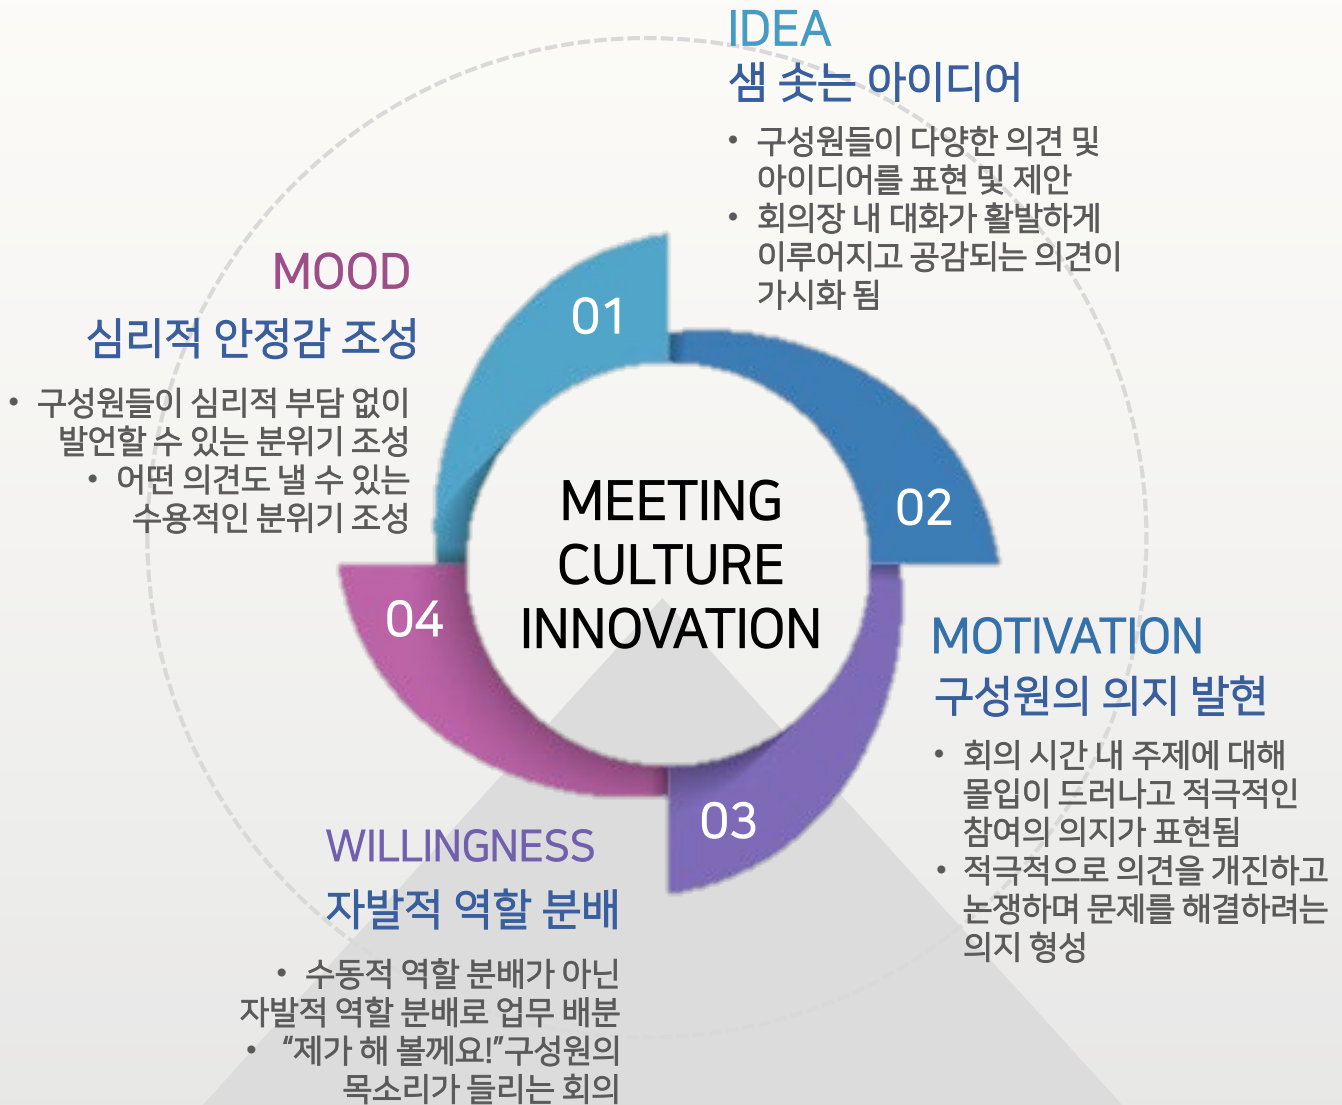 IDEA
샘 솟는 아이디어
• 구성원들이 다양한 의견 및
아이디어를 표현 및 제안
• 회의장 내 대화가 활발하게
이루어지고 공감되는 의견이
가시화 됨
MOOD
심리적 안정감 조성
• 구성원들이 심리적 부담 없이
발언할 수 있는 분위기 조성
• 어떤 의견도 낼 수 있는
수용적인 분위기 조성
01
02
03
04
MEETING
CULTURE
INNOVATION
MOTIVATION
구성원의 의지 발현
• 회의 시간 내 주제에 대해
몰입이 드러나고 적극적인
참여의 의지가 표현됨
• 적극적으로 의견을 개진하고
논쟁하며 문제를 해결하려는
의지 형성
WILLINGNESS
자발적 역할 분배
• 수동적 역할 분배가 아닌
자발적 역할 분배로 업무 배분
• “제가 해 볼께요!”구성원의
목소리가 들리는 회의